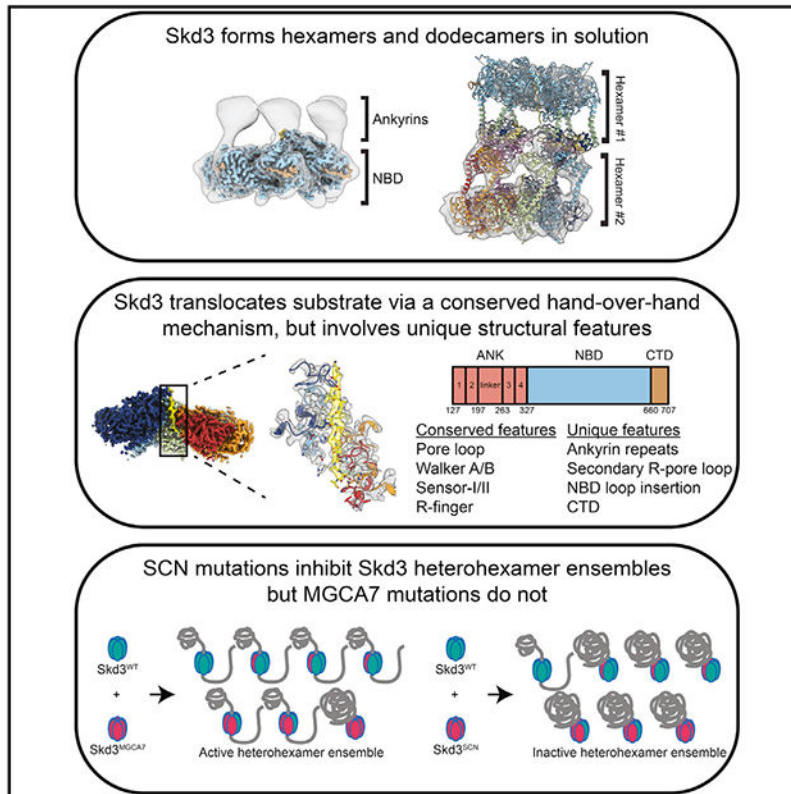 Skd3 forms hexamers and dodecamers in solution
Ankyrins
NBD
Hexamer #1
Hexamer #2
Skd3 translocates substrate via a conserved hand-over-hand
mechanism, but involves unique structural features
ANK NBD CTD
1 2 linker 3 4
127 197 263 327 660 707
Conserved features
Pore loop
Walker A/B
Sensor-I/II
R-finger
Unique features
Ankyrin repeats
Secondary R-pore loop
NBD loop insertion
CTD
SCN mutations inhibit Skd3 heterohexamer ensembles
but MGCA7 mutations do not
Skd3WT
+
Skd3MGCA7
Active heterohexamer ensemble
Skd3WT
+
Skd3SCN
Inactive heterohexamer ensemble